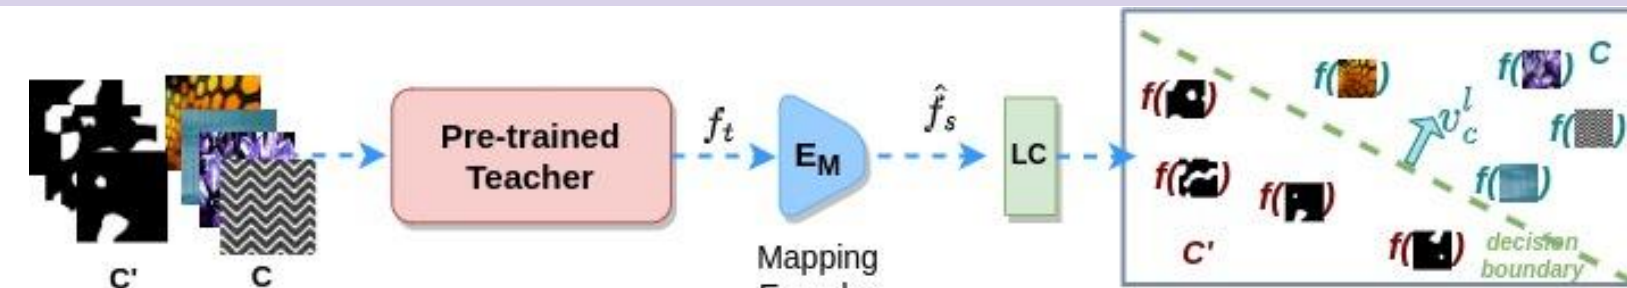 C'
C
Pre-trained
Teacher
f_t
E_M
Mapping
f̂_s
LC
f( )
f( )
f( )
f( )
C'
f( )
f( ) C
f( )
f( )
v_c^l
decision
boundary